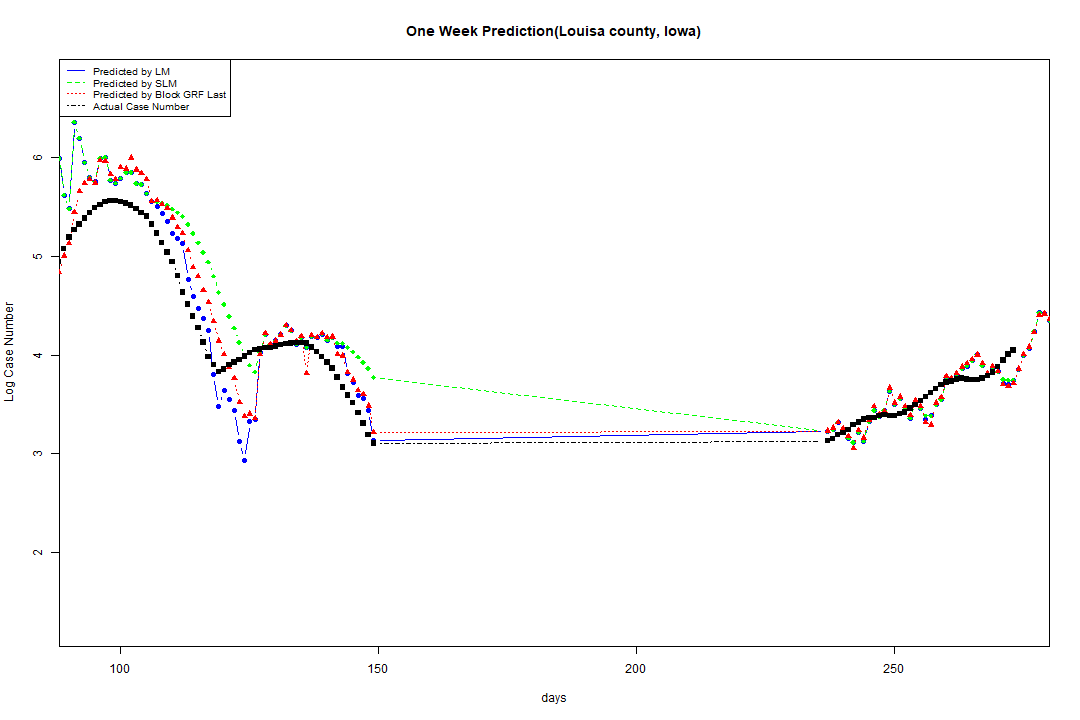 One Week Prediction(Louisa county, Iowa)
Predicted by LM
Predicted by SLM
Predicted by Block GRF Last
Actual Case Number
Log Case Number
6
5
4
3
2
100 150 200 250
days